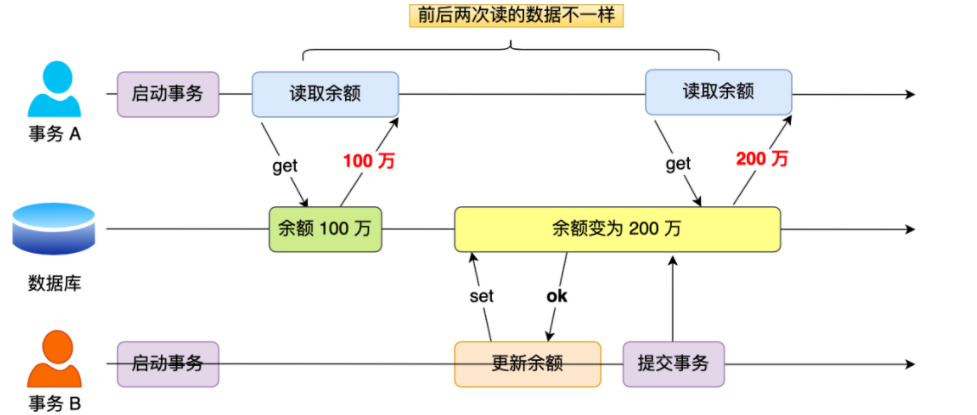 前后两次读的数据不一样
启动事务
读取余额
读取余额
事务 A
get
100 万
get
200 万
余额 100 万
余额变为 200 万
数据库
set
ok
启动事务
更新余额
提交事务
事务 B